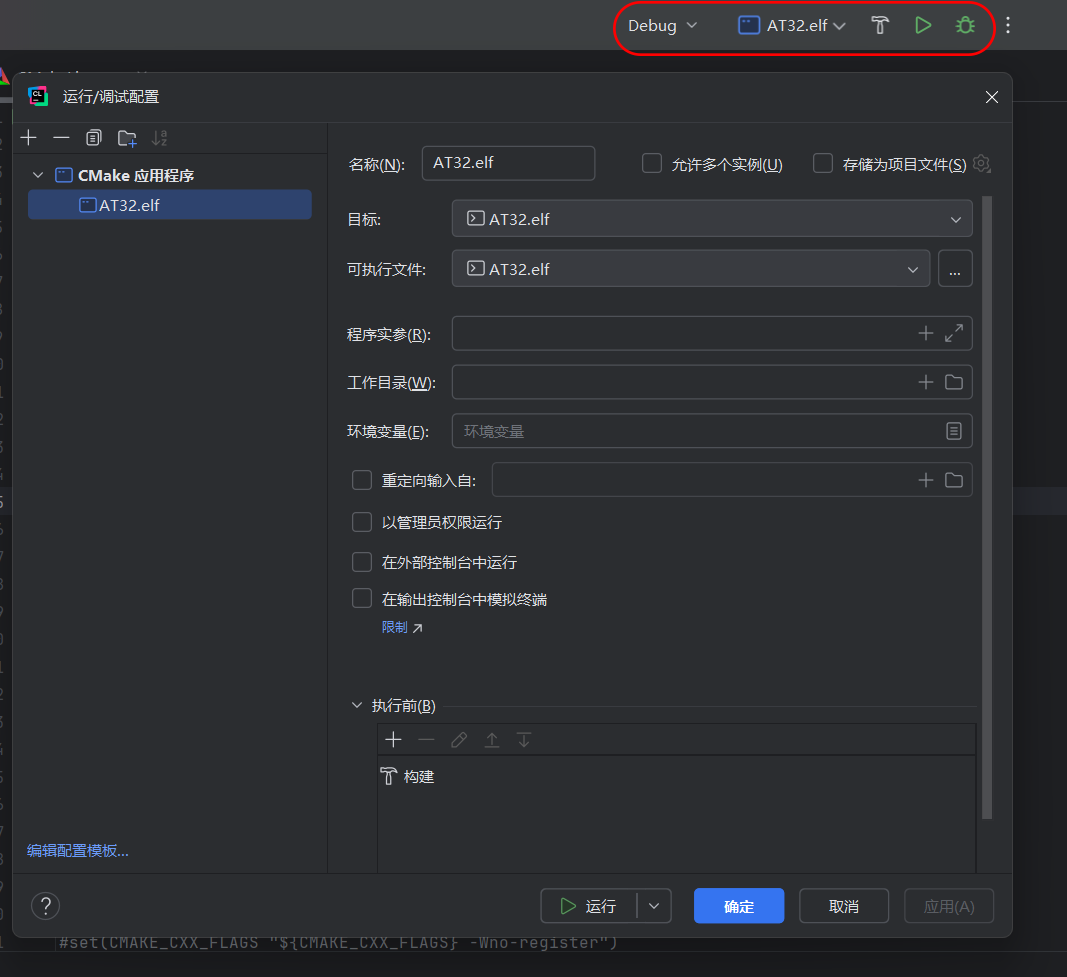 Debug AT32.elf
运行/调试配置
CMake 应用程序
AT32.elf
编辑配置模板...
名称(N): AT32.elf 允许多个实例(U) 存储为项目文件(S)
目标: AT32.elf
可执行文件: AT32.elf ...
程序实参(R):
工作目录(W):
环境变量(E): 环境变量
重定向输入自:
以管理员权限运行
在外部控制台中运行
在输出控制台中模拟终端
限制
执行前(B)
构建
? 运行 确定 取消 应用(A)
#set(CMAKE_CXX_FLAGS "${CMAKE_CXX_FLAGS} -Wno-register")